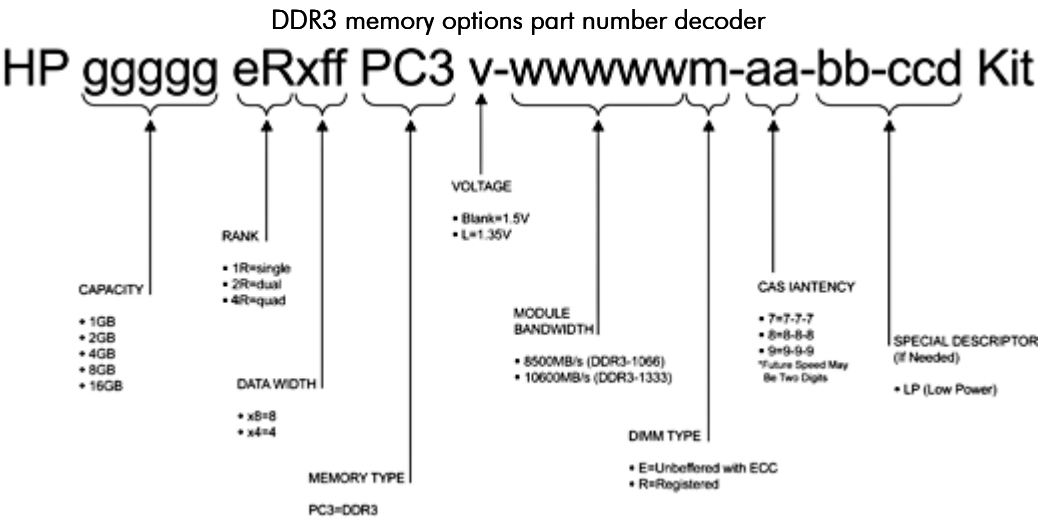 DDR3 memory options part number decoder
HP ggggg eRxff PC3 v-wwwwwm-aa-bb-ccd Kit
VOLTAGE
• Blank=1.5V
• L=1.35V
RANK
• 1R=single
• 2R=dual
• 4R=quad
CAPACITY
+ 1GB
+ 2GB
+ 4GB
+ 8GB
+ 16GB
CAS IANTENCY
• 7=7-7-7
• 8=8-8-8
• 9=9-9-9
*Future Speed May
Be Two Digits
MODULE
BANDWIDTH
• 8500MB/s (DDR3-1066)
• 10600MB/s (DDR3-1333)
SPECIAL DESCRIPTOR
(If Needed)
• LP (Low Power)
DATA WIDTH
+ x8=8
+ x4=4
DIMM TYPE
• E=Unbeffered with ECC
• R=Registered
MEMORY TYPE
PC3=DDR3